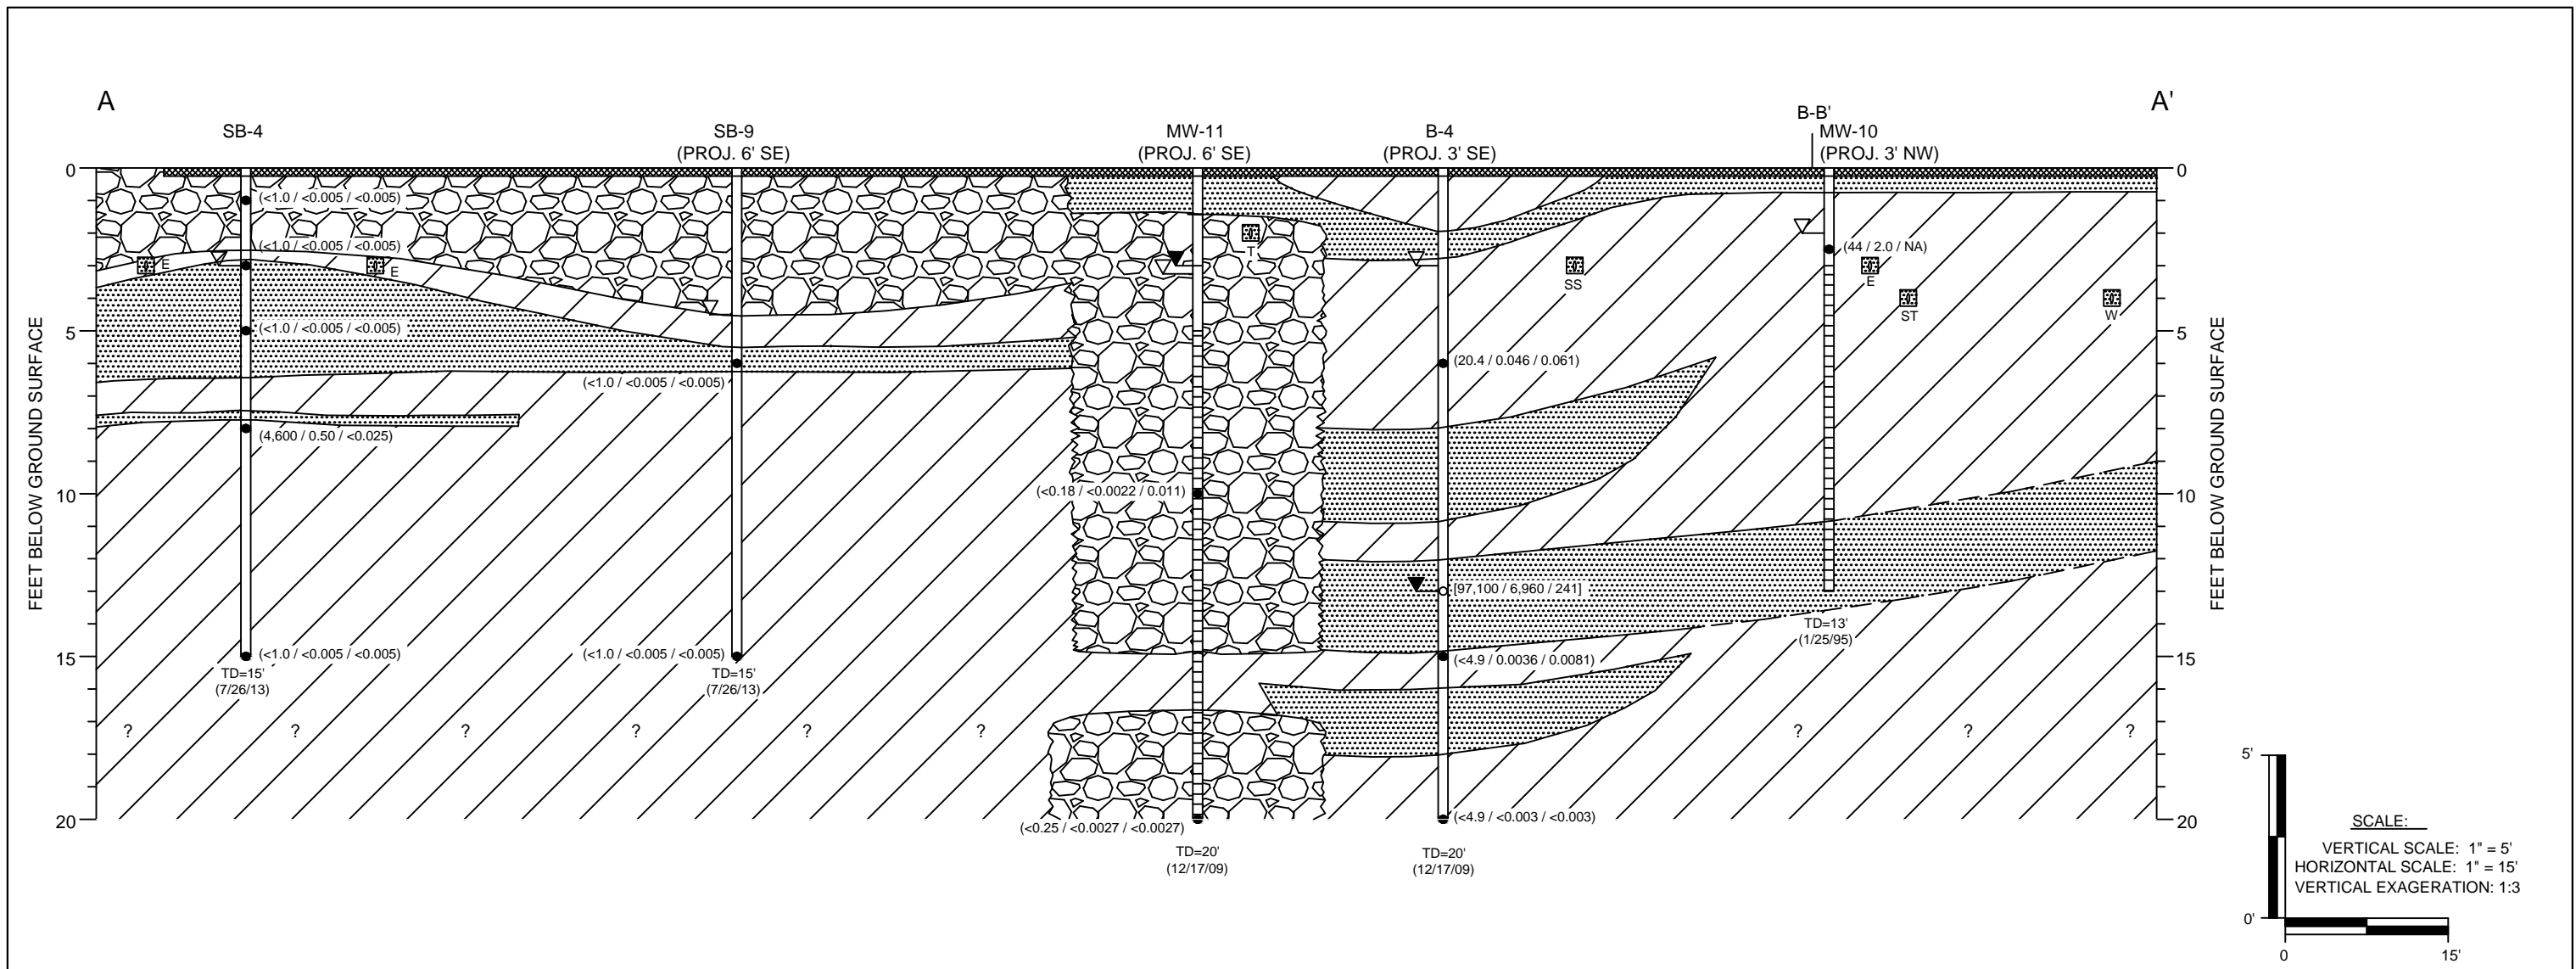 A
A'
SB-4
SB-9
(PROJ. 6' SE)
MW-11
(PROJ. 6' SE)
B-4
(PROJ. 3' SE)
B-B'
MW-10
(PROJ. 3' NW)
0
5
10
15
20
FEET BELOW GROUND SURFACE
(<1.0 / <0.005 / <0.005)
(<1.0 / <0.005 / <0.005)
E
E
(<1.0 / <0.005 / <0.005)
(4,600 / 0.50 / <0.025)
(<1.0 / <0.005 / <0.005)
TD=15'
(7/26/13)
(<1.0 / <0.005 / <0.005)
(<1.0 / <0.005 / <0.005)
TD=15'
(7/26/13)
T
(<0.18 / <0.0022 / 0.011)
(<0.25 / <0.0027 / <0.0027)
TD=20'
(12/17/09)
(20.4 / 0.046 / 0.061)
[97,100 / 6,960 / 241]
(<4.9 / 0.0036 / 0.0081)
(<4.9 / <0.003 / <0.003)
TD=20'
(12/17/09)
SS
(44 / 2.0 / NA)
E
ST
W
TD=13'
(1/25/95)
? ? ? ? ? ? ? ? ?
0
5
10
15
20
FEET BELOW GROUND SURFACE
5'
0'
0
15'
SCALE:
VERTICAL SCALE: 1" = 5'
HORIZONTAL SCALE: 1" = 15'
VERTICAL EXAGERATION: 1:3